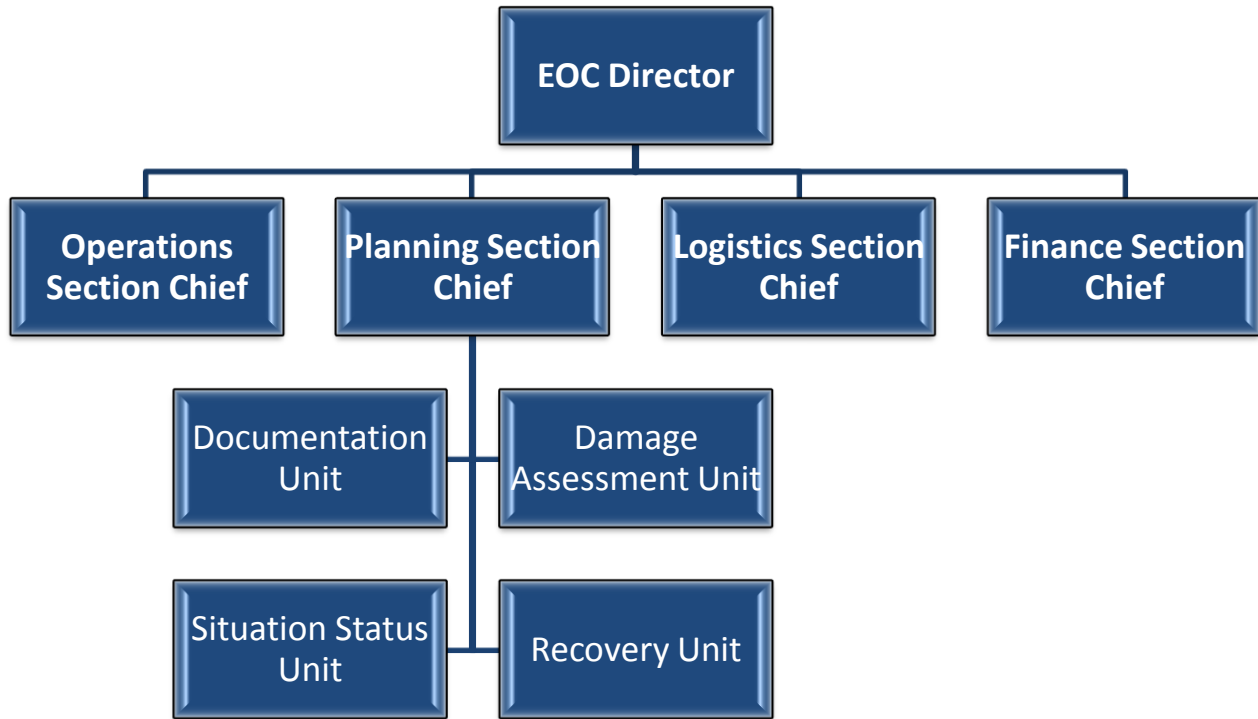 EOC Director
Operations
Section Chief
Planning Section
Chief
Logistics Section
Chief
Finance Section
Chief
Documentation
Unit
Damage
Assessment Unit
Situation Status
Unit
Recovery Unit